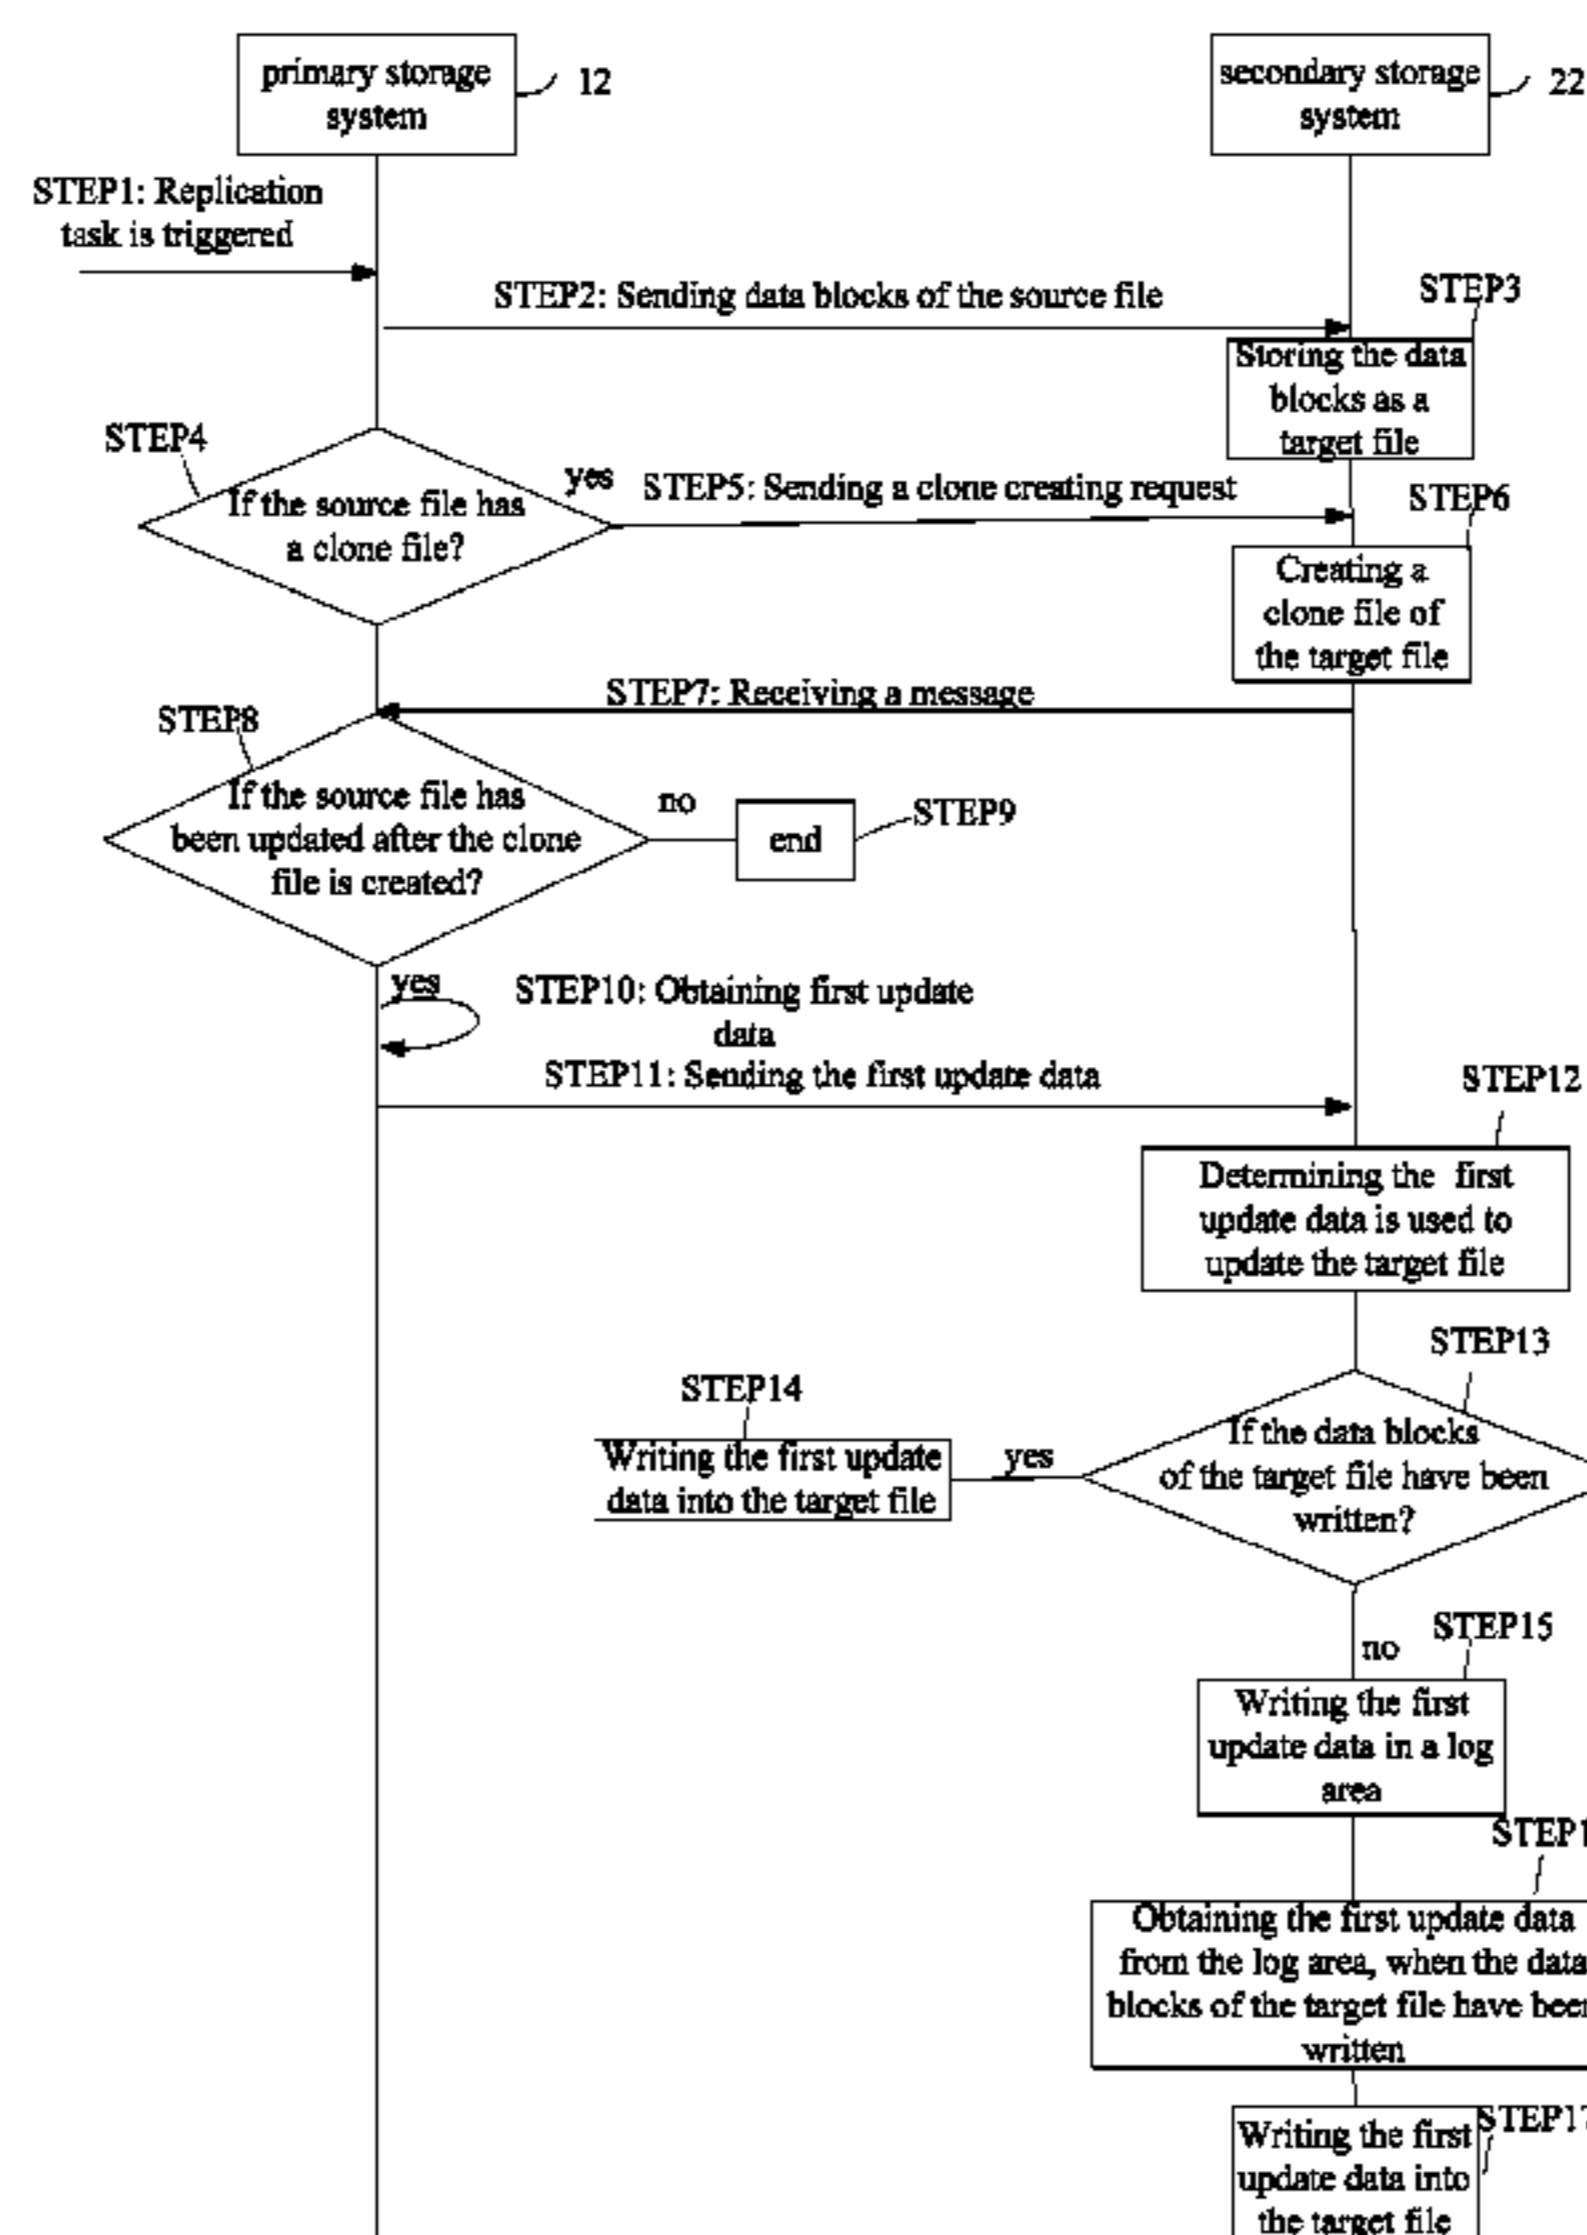 primary storage
system
12
secondary storage
system
22
STEP1: Replication
task is triggered
STEP2: Sending data blocks of the source file
STEP3
Storing the data
blocks as a
target file
STEP4
If the source file has
a clone file?
yes
STEP5: Sending a clone creating request
STEP6
Creating a
clone file of
the target file
STEP7: Receiving a message
STEP8
If the source file has
been updated after the clone
file is created?
no
end
STEP9
yes
STEP10: Obtaining first update
data
STEP11: Sending the first update data
STEP12
Determining the first
update data is used to
update the target file
STEP13
If the data blocks
of the target file have been
written?
STEP14
Writing the first update
data into the target file
yes
no
STEP15
Writing the first
update data in a log
area
STEP1
Obtaining the first update data
from the log area, when the data
blocks of the target file have been
written
STEP17
Writing the first
update data into
the target file